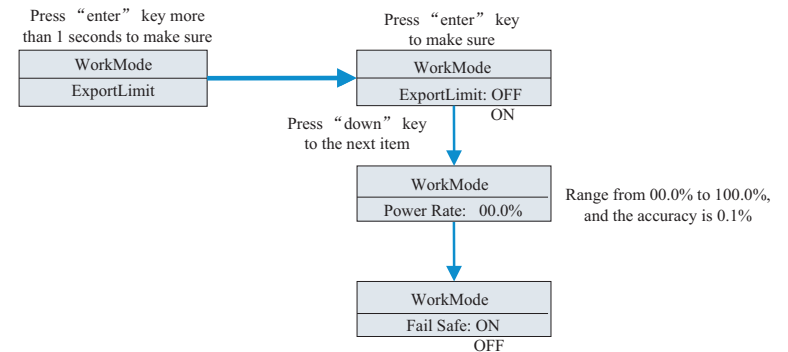 Press “enter” key more
than 1 seconds to make sure
WorkMode
ExportLimit
Press “enter” key
to make sure
WorkMode
ExportLimit: OFF
ON
Press “down” key
to the next item
WorkMode
Power Rate: 00.0%
Range from 00.0% to 100.0%,
and the accuracy is 0.1%
WorkMode
Fail Safe: ON
OFF